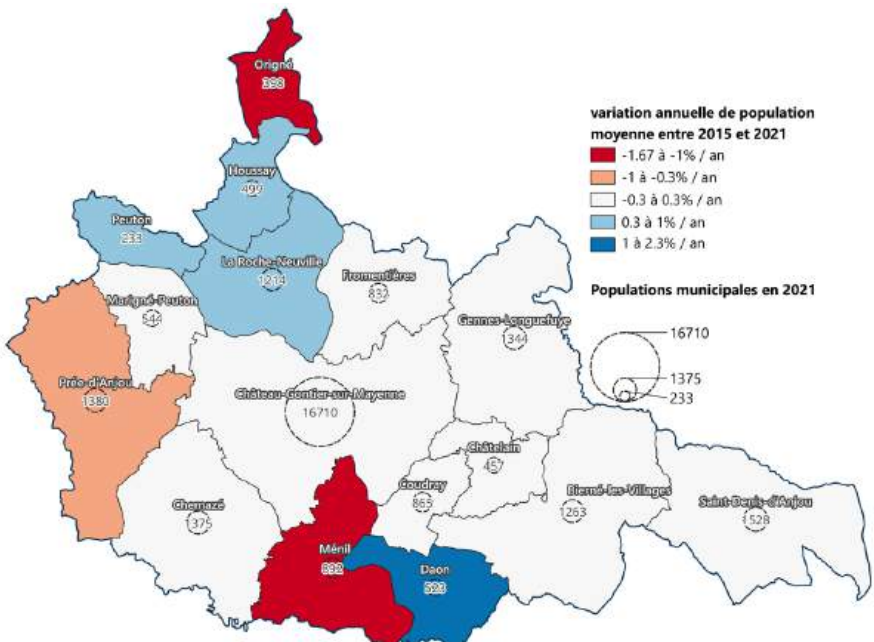 Origné
398
Houssay
499
Peuton
233
La Roche-Neuville
1214
Fromentières
832
Marigné-Peuton
544
Gennes-Longuefuye
1344
Prée-d'Anjou
1380
Château-Gontier-sur-Mayenne
16710
Châtelain
457
Coudray
865
Bierné-les-Villages
1263
Saint-Denis-d'Anjou
1528
Chemazé
1375
Ménil
892
Daon
523
variation annuelle de population
moyenne entre 2015 et 2021
-1.67 à -1% / an
-1 à -0.3% / an
-0.3 à 0.3% / an
0.3 à 1% / an
1 à 2.3% / an
Populations municipales en 2021
16710
1375
233